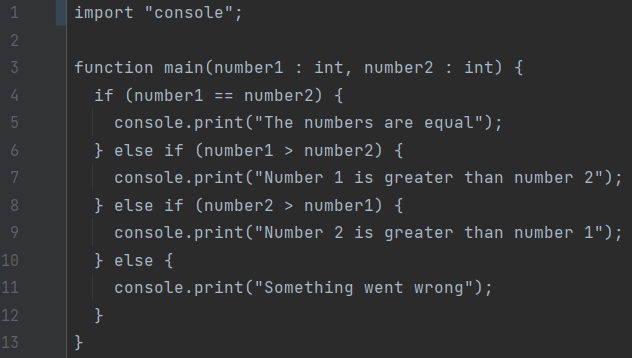 1 import "console";
2
3 function main(number1 : int, number2 : int) {
4   if (number1 == number2) {
5     console.print("The numbers are equal");
6   } else if (number1 > number2) {
7     console.print("Number 1 is greater than number 2");
8   } else if (number2 > number1) {
9     console.print("Number 2 is greater than number 1");
10   } else {
11     console.print("Something went wrong");
12   }
13 }